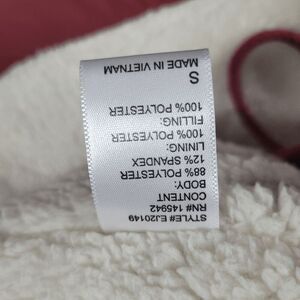 STYLE# EJ20149
RN# 145942
CONTENT
BODY:
88% POLYESTER
12% SPANDEX
LINING:
100% POLYESTER
FILLING:
100% POLYESTER
S
MADE IN VIETNAM